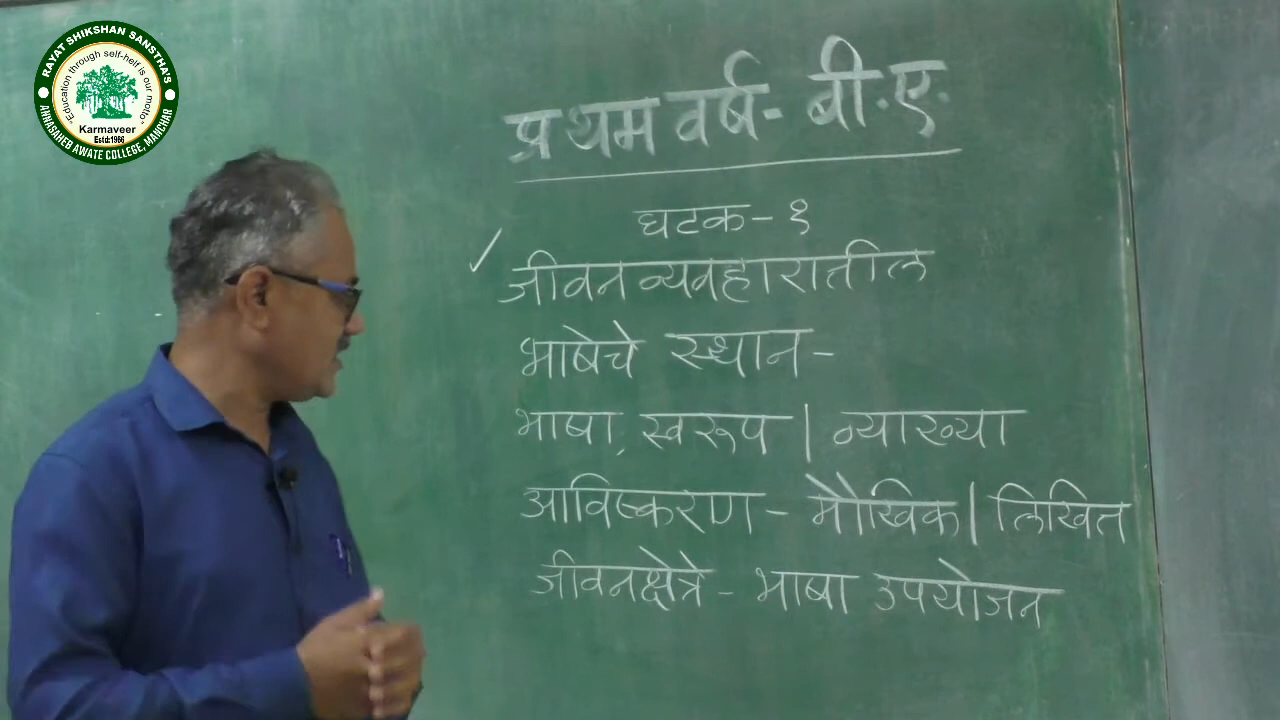 RAYAT SHIKSHAN SANSTHA'S
"Education through self-help is our motto"
Karmaveer
Estd:1966
ANNASAHEB AWATE COLLEGE, MANCHAR
प्रथम वर्ष - बी.ए.
घटक - १
✓ जीवनव्यवहारातील
भाषेचे स्थान -
भाषा, स्वरूप | व्याख्या
आविष्करण - मौखिक | लिखित
जीवनक्षेत्रे - भाषा उपयोजन